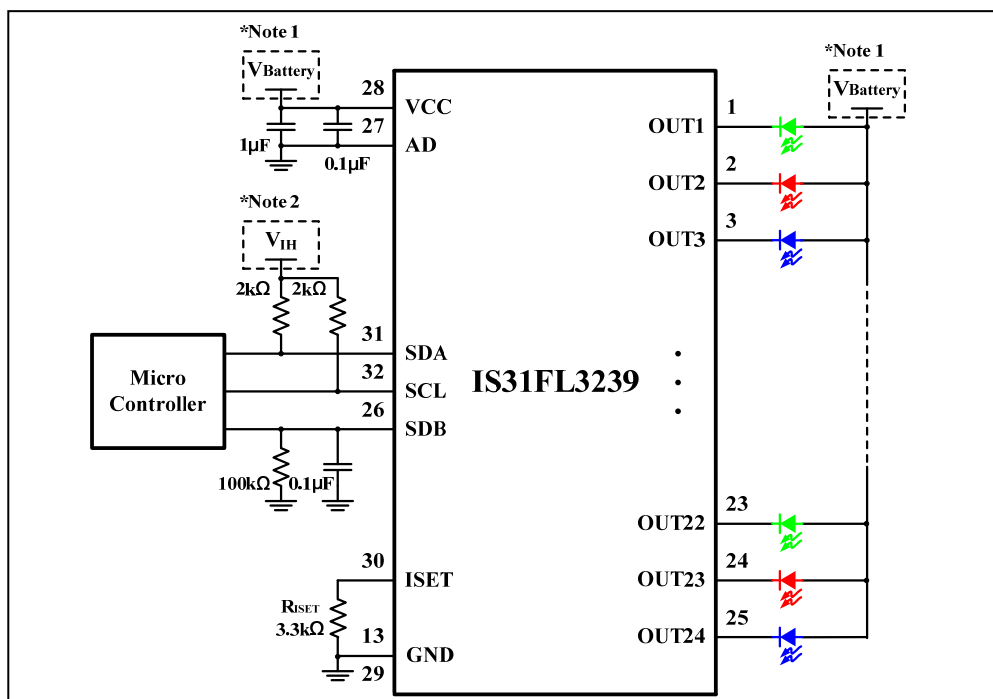 *Note 1
VBattery
28
VCC
27
AD
1µF
0.1µF
*Note 2
VIH
2kΩ
2kΩ
31
SDA
32
SCL
26
SDB
Micro
Controller
100kΩ
0.1µF
30
ISET
RISET
3.3kΩ
13
GND
29
IS31FL3239
*Note 1
VBattery
1
OUT1
2
OUT2
3
OUT3
23
OUT22
24
OUT23
25
OUT24